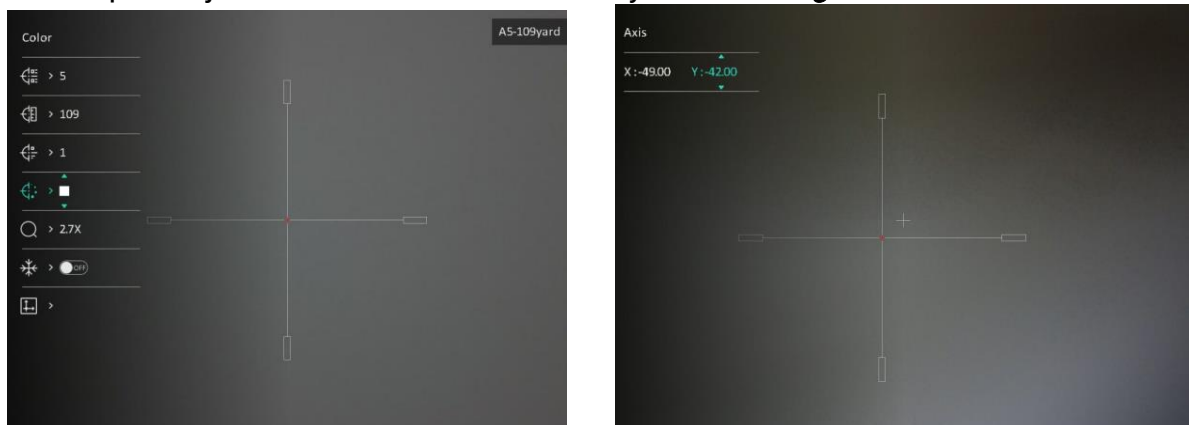 Color
A5-109yard
> 5
> 109
> 1
>
> 2.7X
> OFF
>
Axis
X :-49.00 Y :-42.00